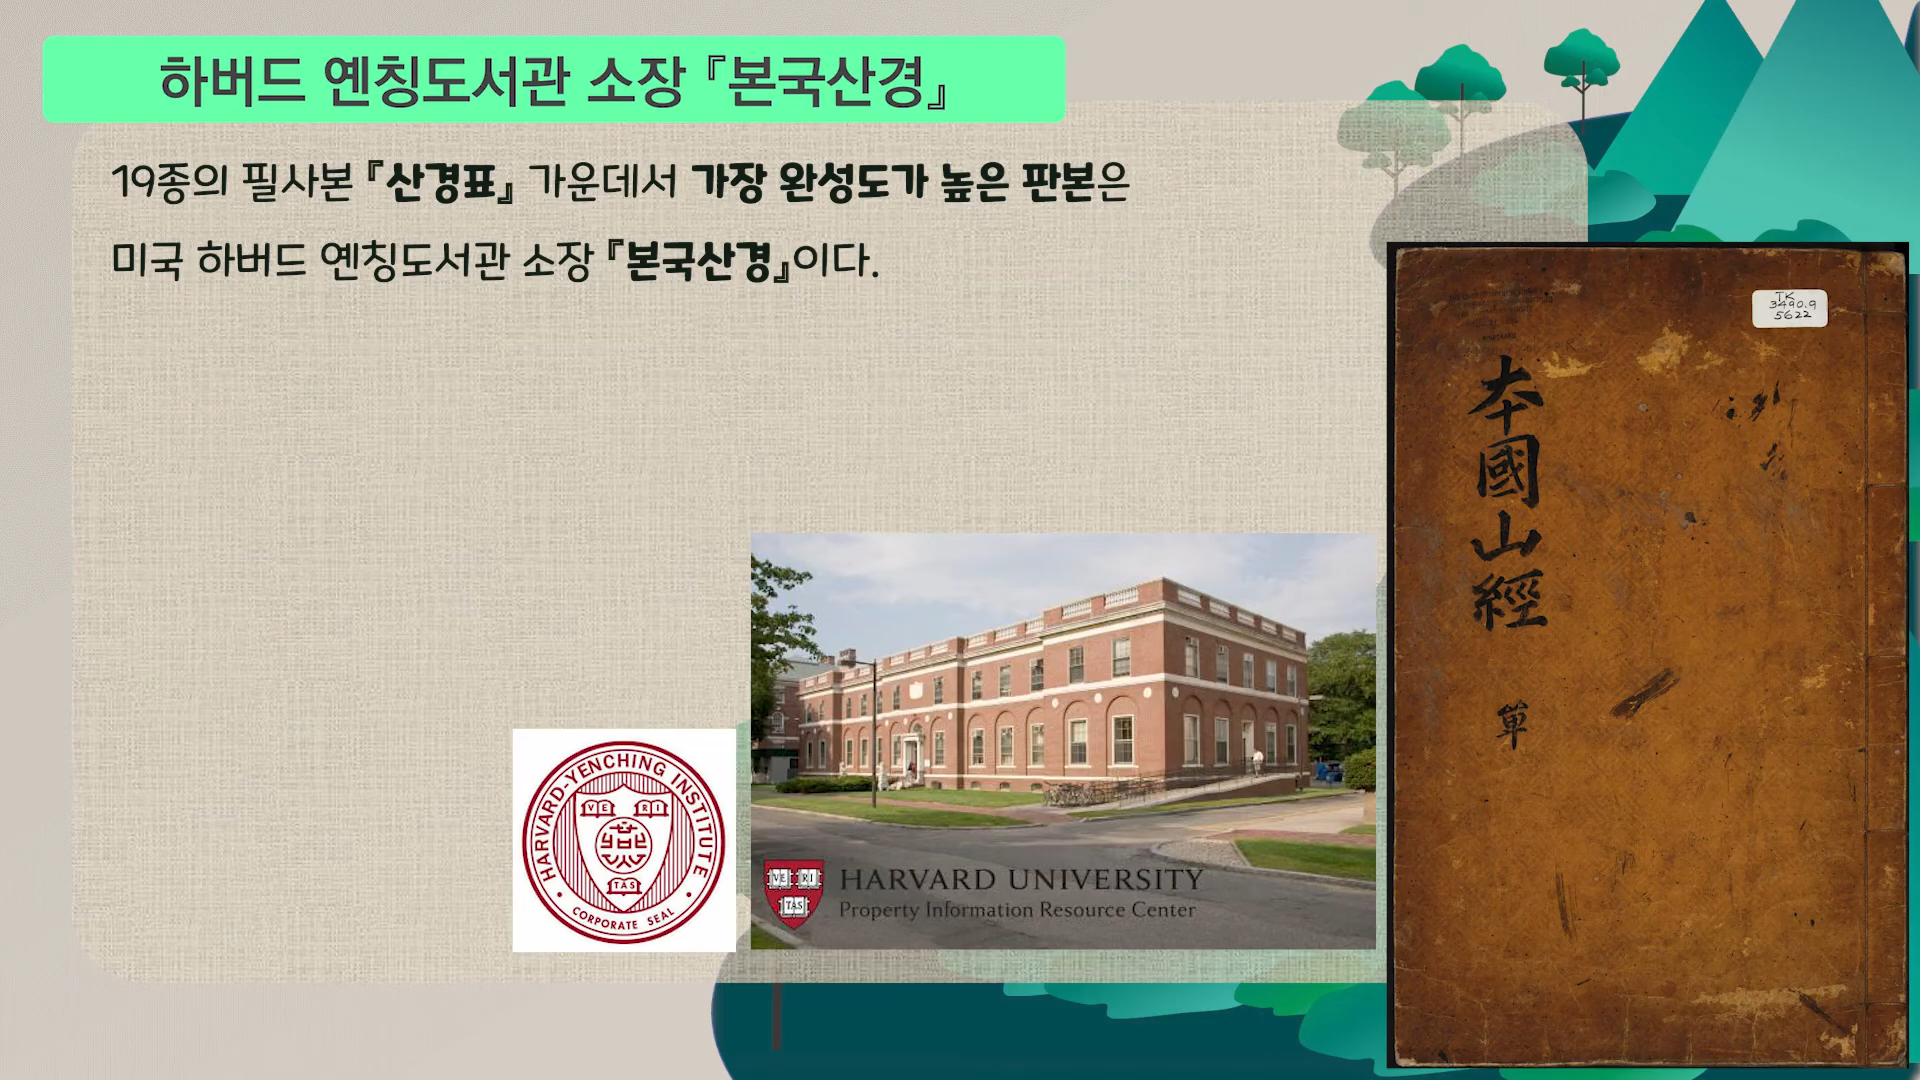 하버드 옌칭도서관 소장 『본국산경』
19종의 필사본 『산경표』 가운데서 가장 완성도가 높은 판본은
미국 하버드 옌칭도서관 소장 『본국산경』이다.
TK
3490.9
5622
本國山經
單
HARVARD-YENCHING INSTITUTE
VE RI
TAS
CORPORATE SEAL
VE RI
TAS
HARVARD UNIVERSITY
Property Information Resource Center